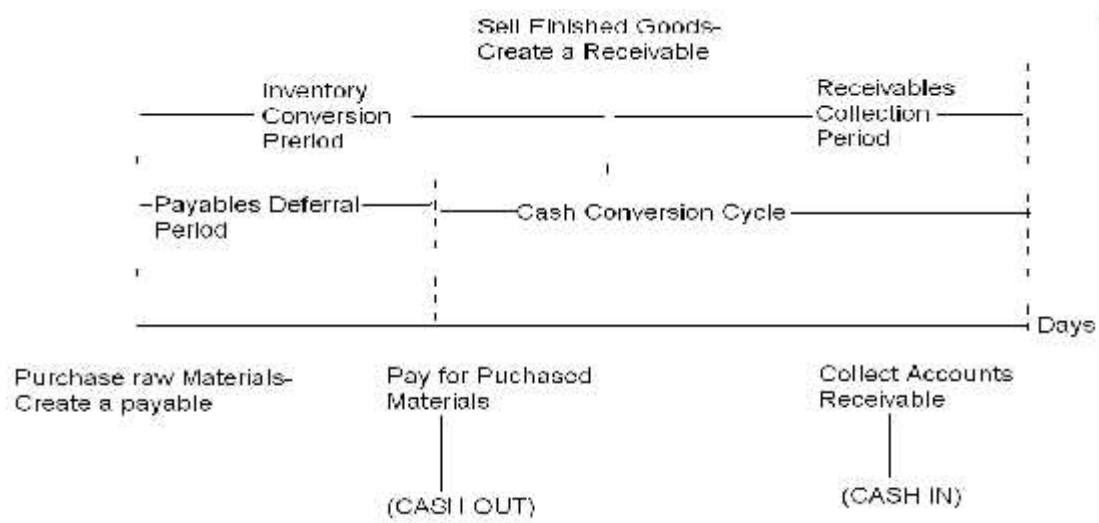 Sell Finished Goods-
Create a Receivable
Inventory
Conversion
Preriod
Receivables
Collection
Period
Payables Deferral
Period
Cash Conversion Cycle
Days
Purchase raw Materials-
Create a payable
Pay for Puchased
Materials
Collect Accounts
Receivable
(CASH OUT)
(CASH IN)